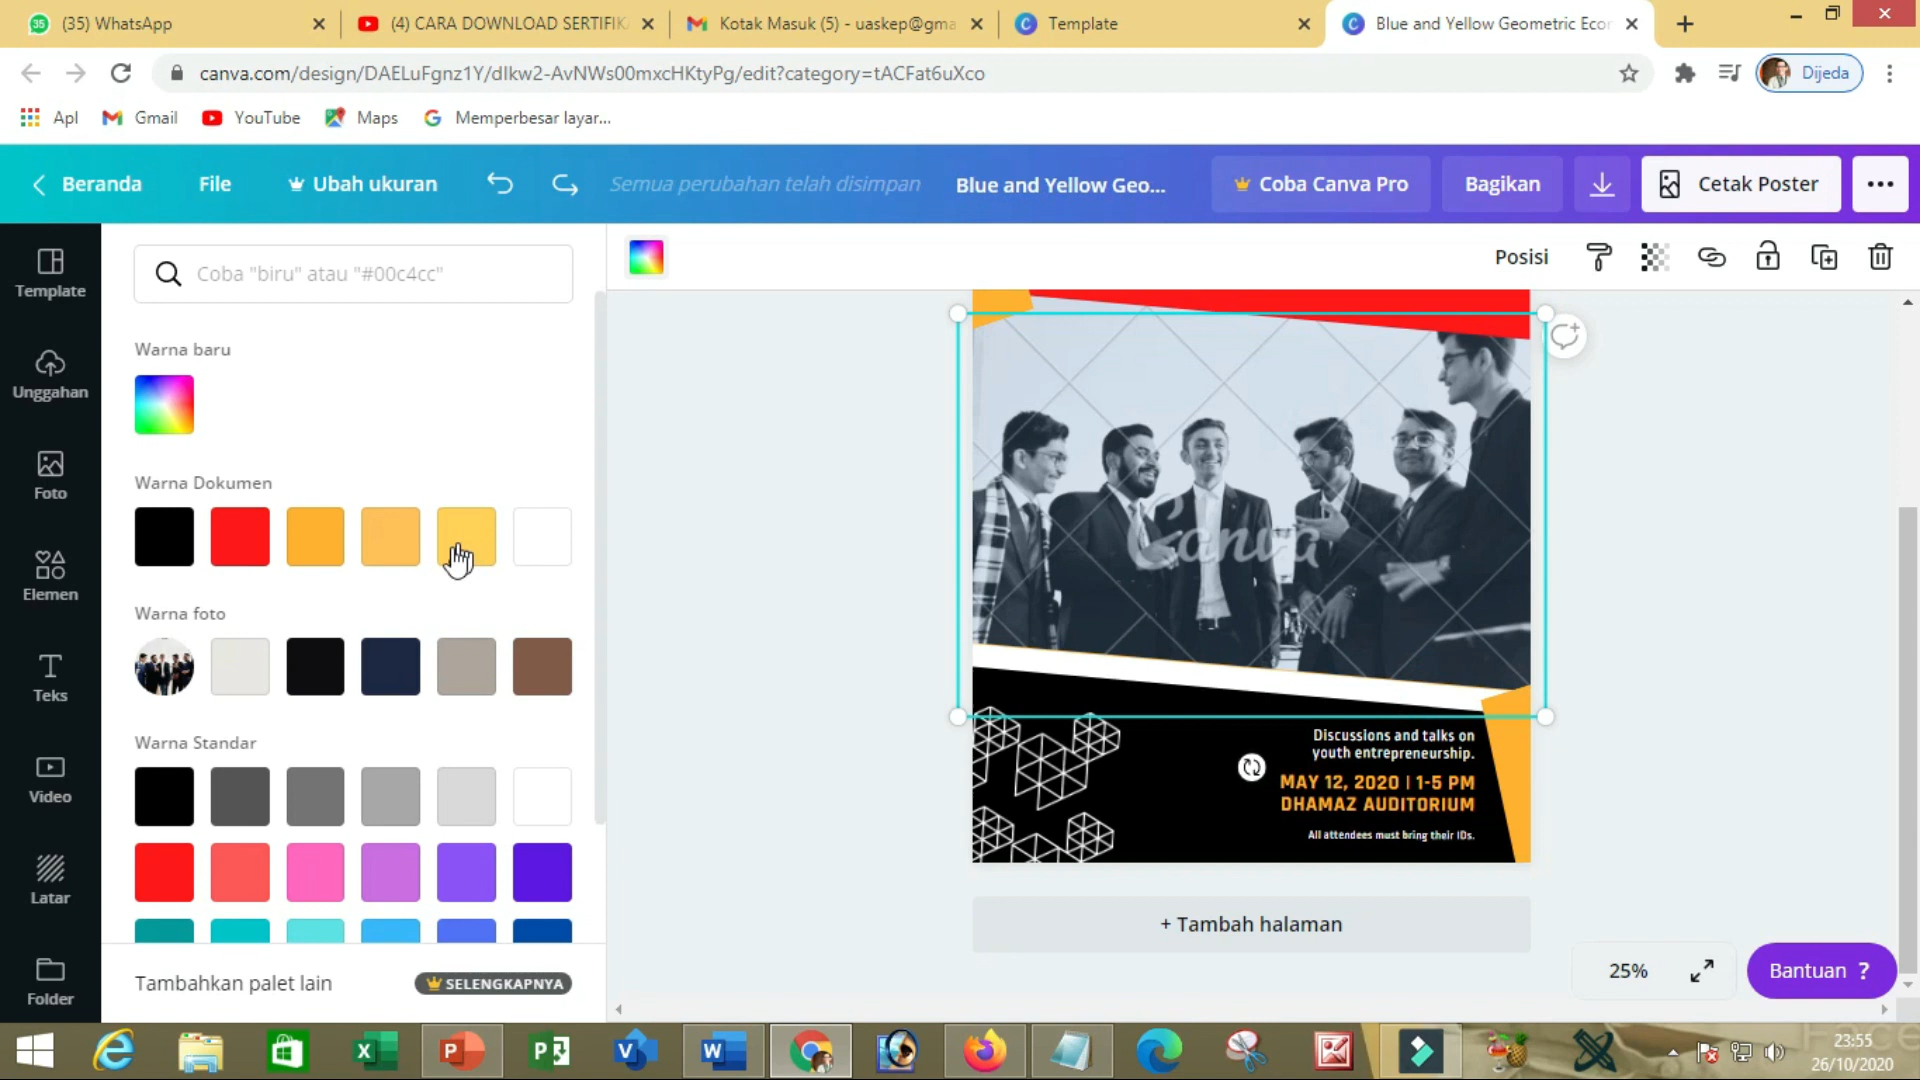 (35) WhatsApp
(4) CARA DOWNLOAD SERTIFIK
Kotak Masuk (5) - uaskep@gma
Template
Blue and Yellow Geometric Ecor
canva.com/design/DAELuFgnz1Y/dlkw2-AvNWs00mxcHKtyPg/edit?category=tACFat6uXco
Dijeda
Apl
Gmail
YouTube
Maps
Memperbesar layar...
Beranda
File
Ubah ukuran
Semua perubahan telah disimpan
Blue and Yellow Geo...
Coba Canva Pro
Bagikan
Cetak Poster
Template
Unggahan
Foto
Elemen
Teks
Video
Latar
Folder
Coba "biru" atau "#00c4cc"
Warna baru
Warna Dokumen
Warna foto
Warna Standar
Tambahkan palet lain
SELENGKAPNYA
Posisi
Canva
Discussions and talks on
youth entrepreneurship.
MAY 12, 2020 | 1-5 PM
DHAMAZ AUDITORIUM
All attendees must bring their IDs.
+ Tambah halaman
25%
Bantuan ?
23:55
26/10/2020